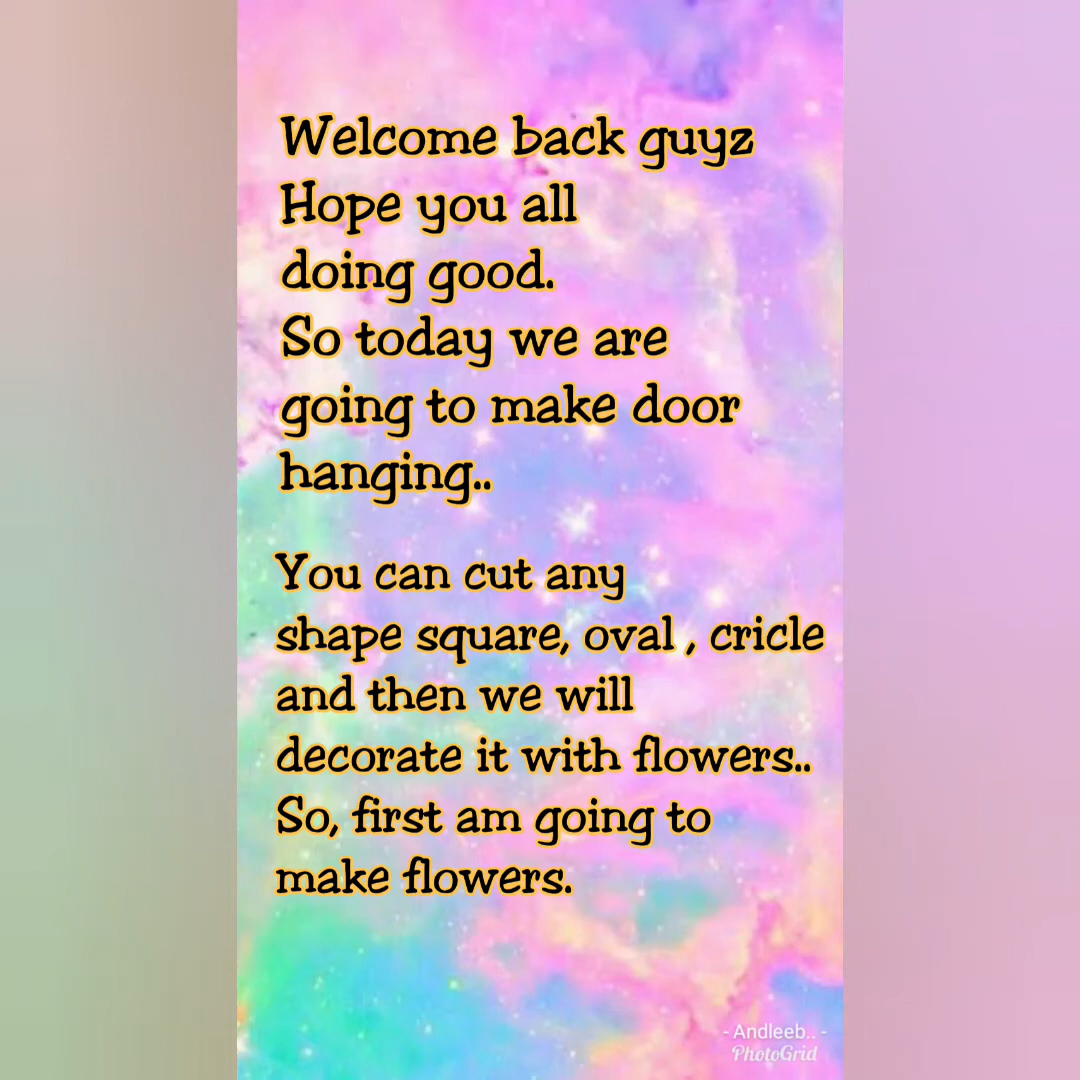 Welcome back guyz
Hope you all
doing good.
So today we are
going to make door
hanging..
You can cut any
shape square, oval , cricle
and then we will
decorate it with flowers..
So, first am going to
make flowers.
- Andleeb.. -
PhotoGrid